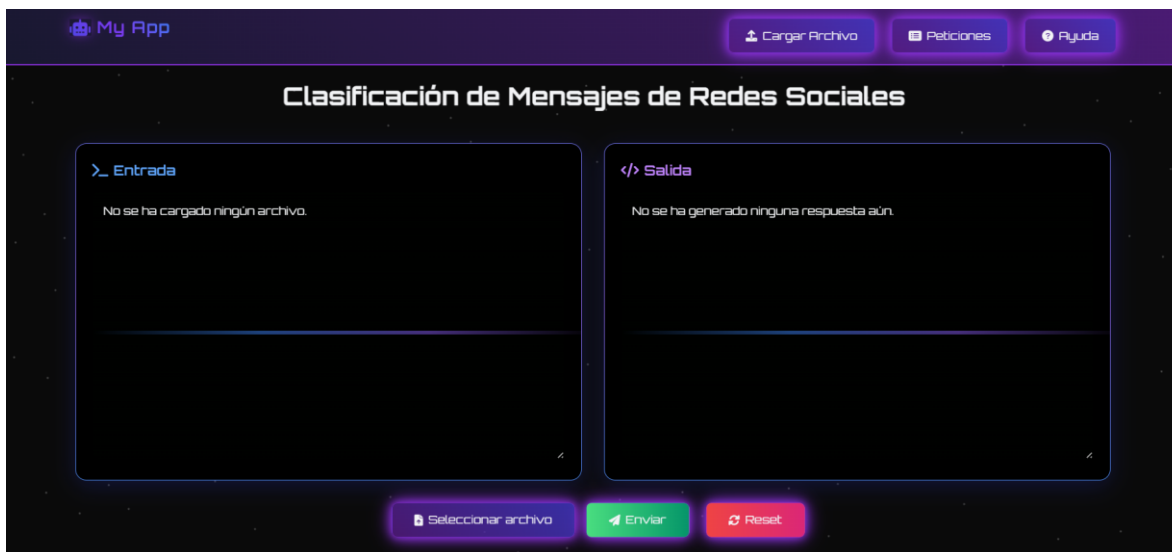 My App
Cargar Archivo
Peticiones
Ayuda
Clasificación de Mensajes de Redes Sociales
>_ Entrada
No se ha cargado ningún archivo.
</> Salida
No se ha generado ninguna respuesta aún.
Seleccionar archivo
Enviar
Reset